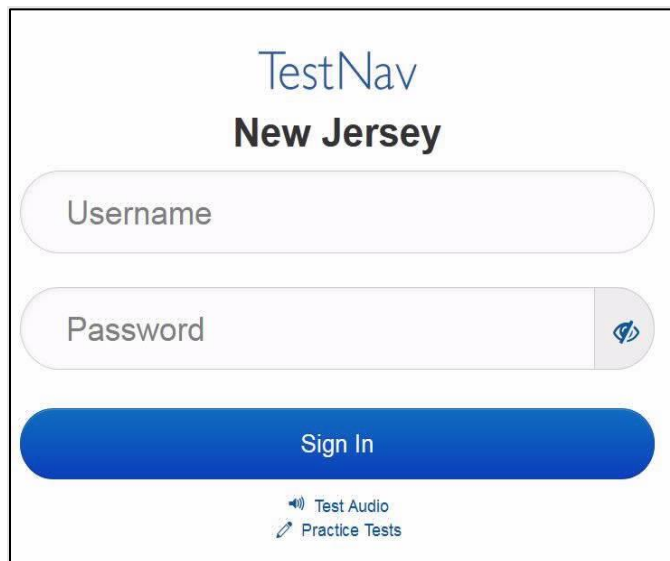 TestNav
New Jersey
Username
Password
Sign In
Test Audio
Practice Tests